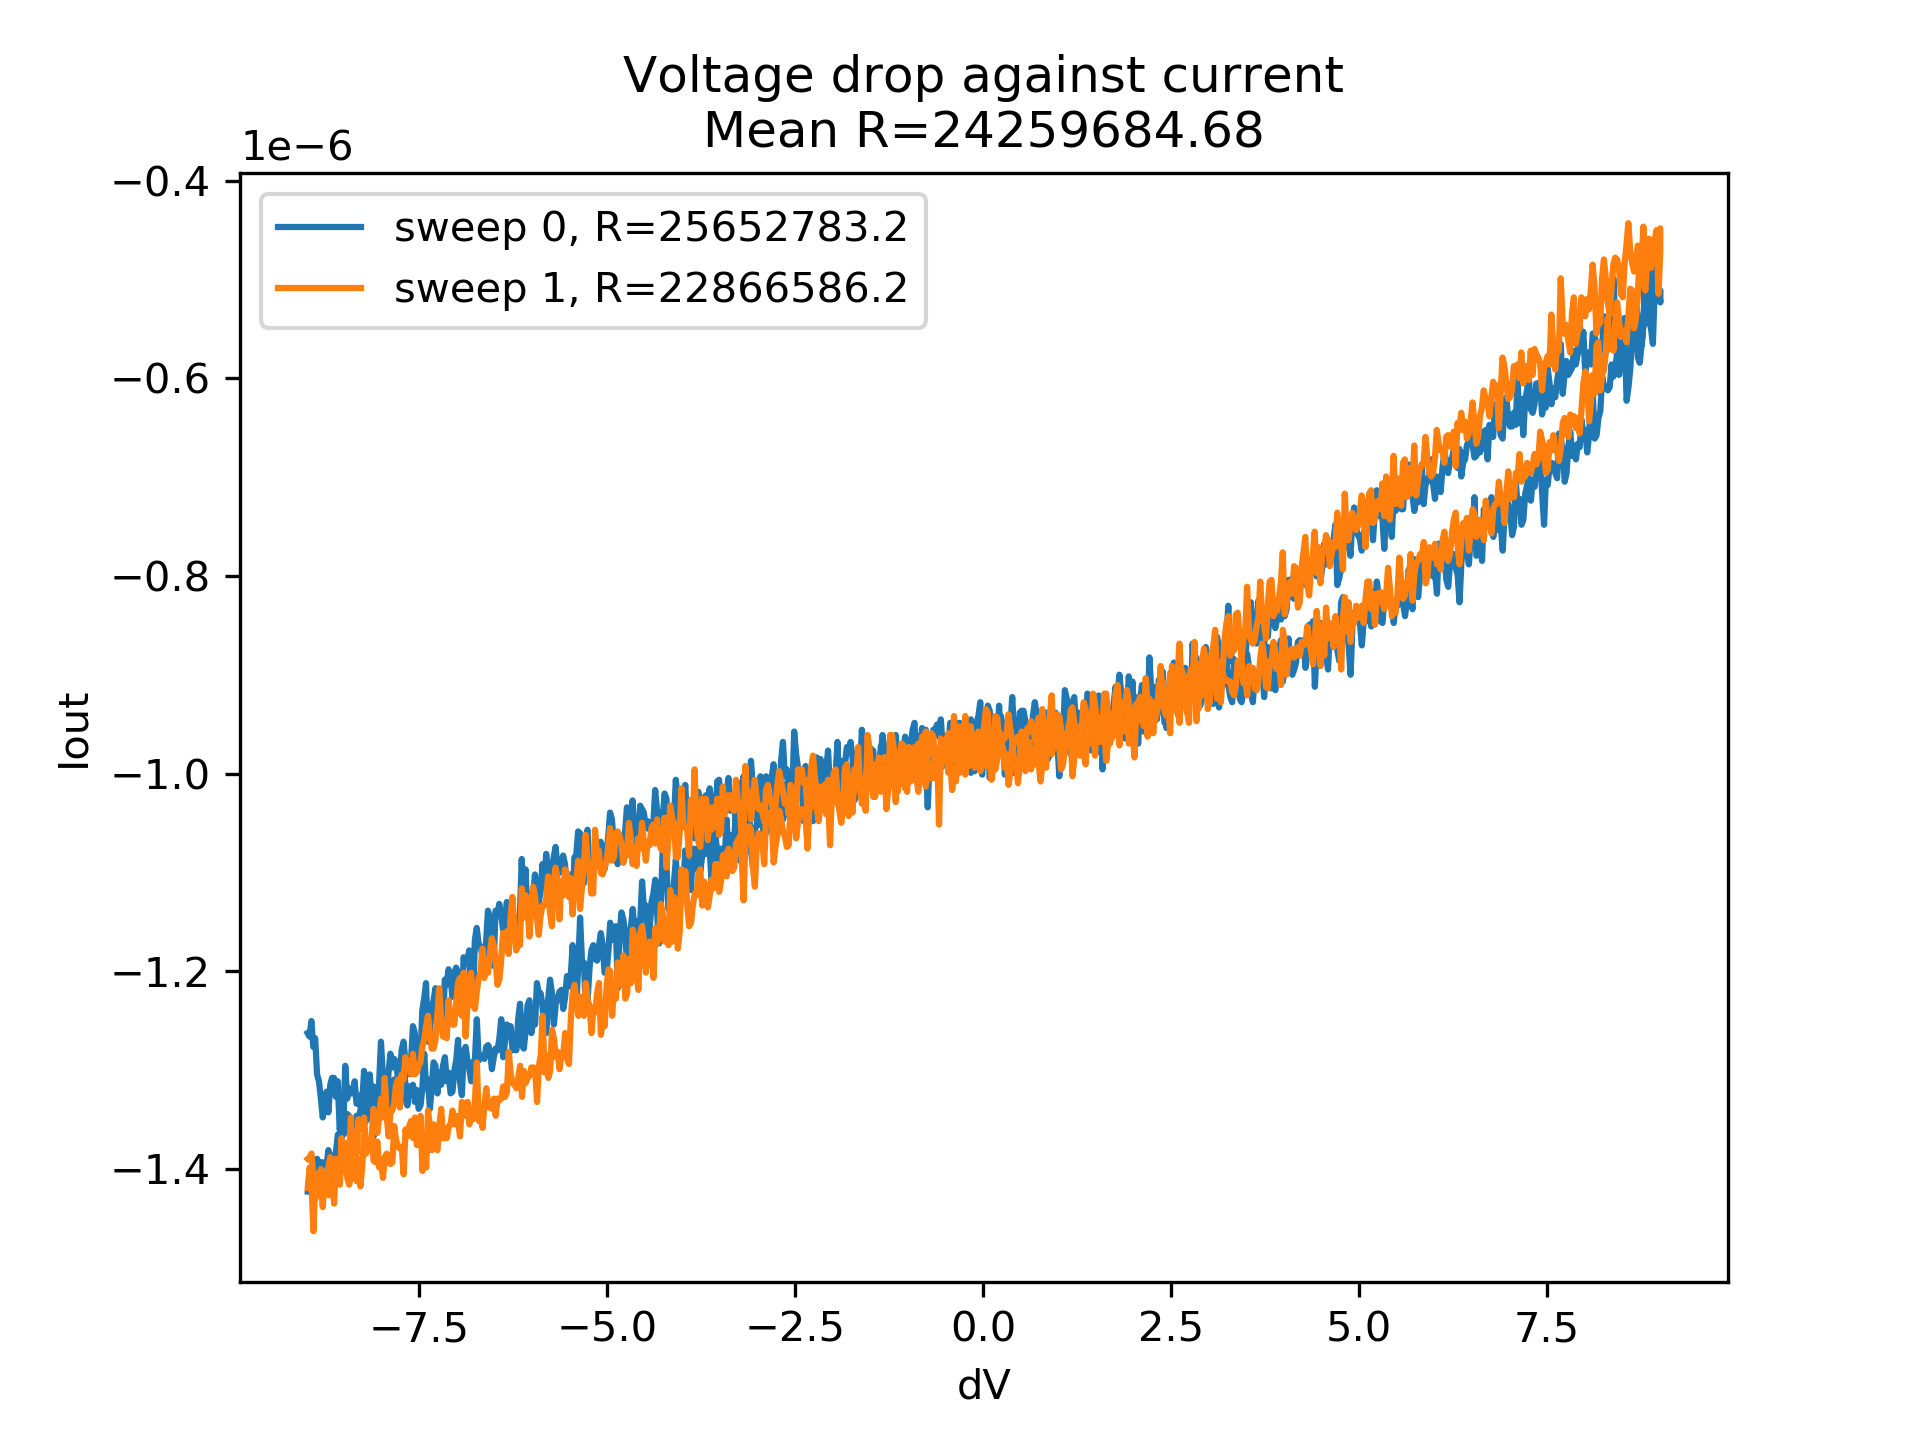 Voltage drop against current
Mean R=24259684.68
1e−6
sweep 0, R=25652783.2
sweep 1, R=22866586.2
−0.4
−0.6
−0.8
−1.0
−1.2
−1.4
Iout
−7.5 −5.0 −2.5 0.0 2.5 5.0 7.5
dV